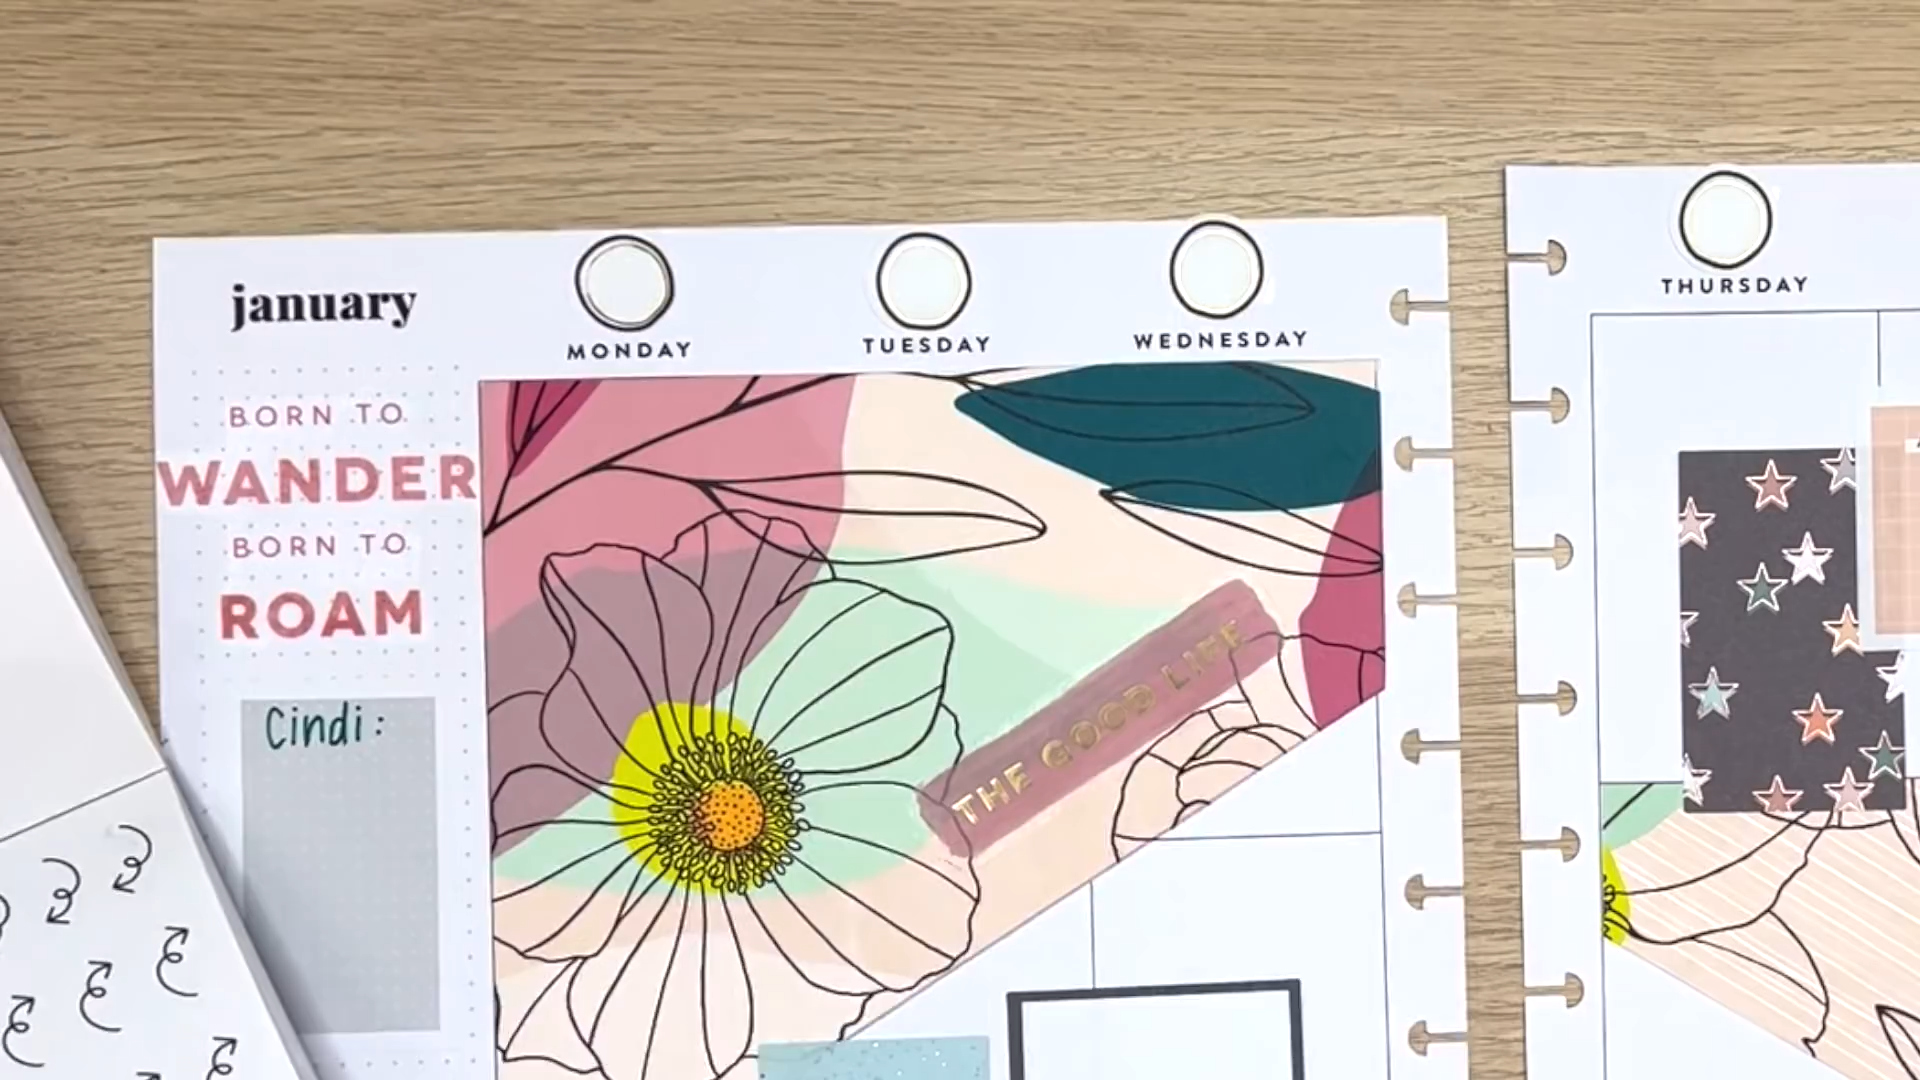 january
MONDAY
TUESDAY
WEDNESDAY
THURSDAY
BORN TO
WANDER
BORN TO
ROAM
Cindi:
THE GOOD LIFE